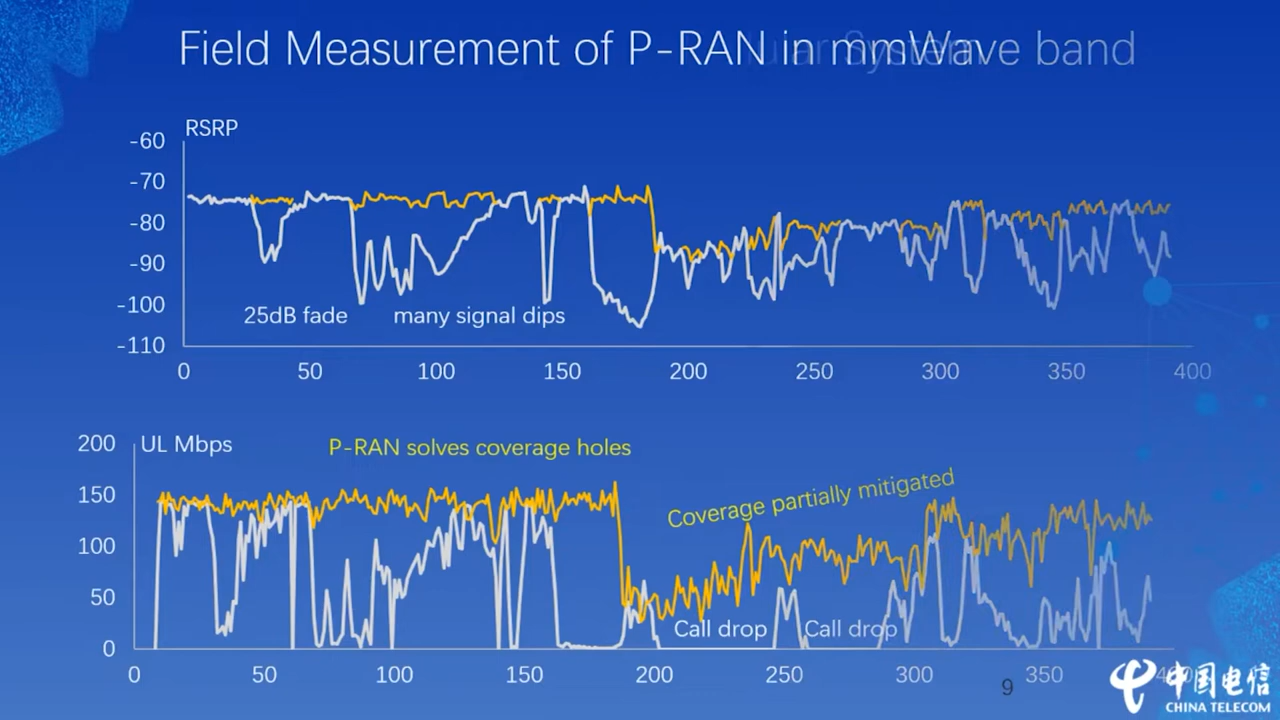 Field Measurement of P-RAN in mmWave band
RSRP
-60
-70
-80
-90
-100
-110
25dB fade
many signal dips
0 50 100 150 200 250 300 350 400
UL Mbps
P-RAN solves coverage holes
Coverage partially mitigated
200
150
100
50
0
Call drop
Call drop
0 50 100 150 200 250 300 350 400
9
中国电信
CHINA TELECOM